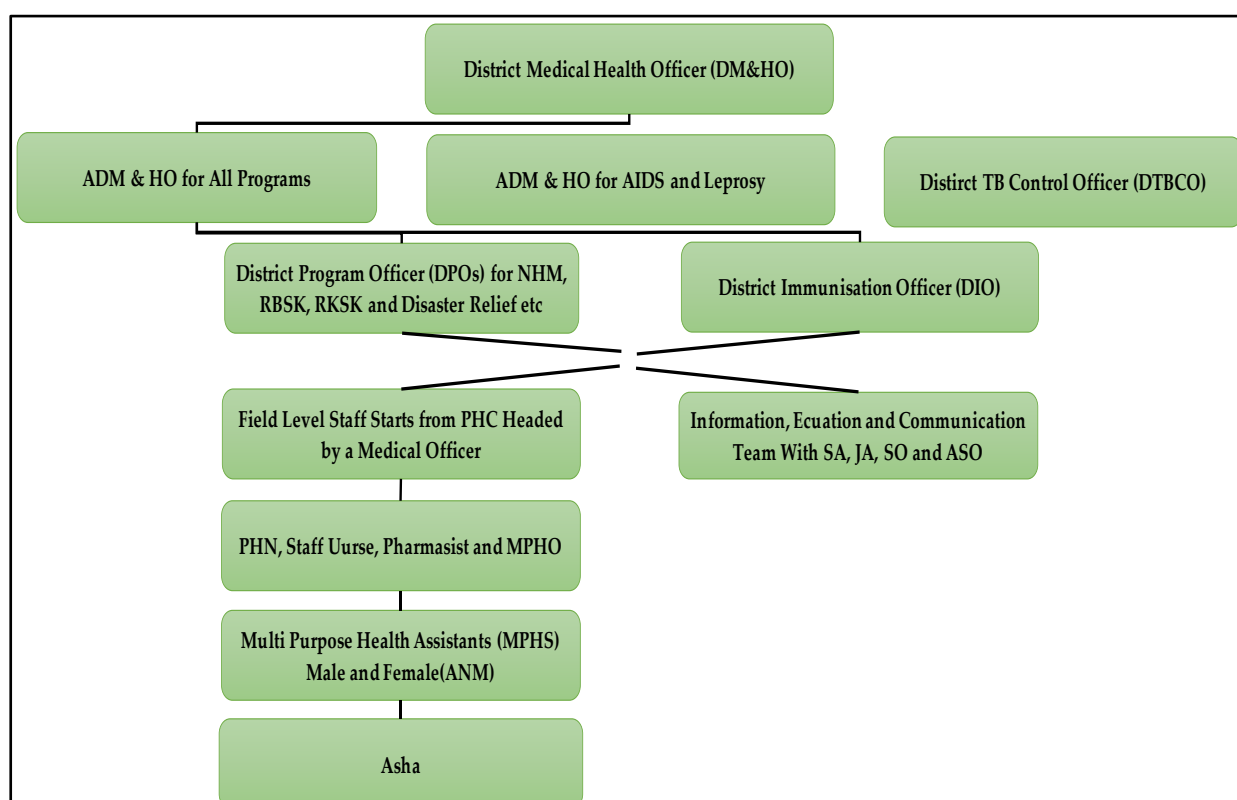 District Medical Health Officer (DM&HO)
ADM & HO for All Programs
ADM & HO for AIDS and Leprosy
Distirct TB Control Officer (DTBCO)
District Program Officer (DPOs) for NHM,
RBSK, RKSK and Disaster Relief etc
District Immunisation Officer (DIO)
Field Level Staff Starts from PHC Headed
by a Medical Officer
Information, Ecuation and Communication
Team With SA, JA, SO and ASO
PHN, Staff Uurse, Pharmasist and MPHO
Multi Purpose Health Assistants (MPHS)
Male and Female(ANM)
Asha